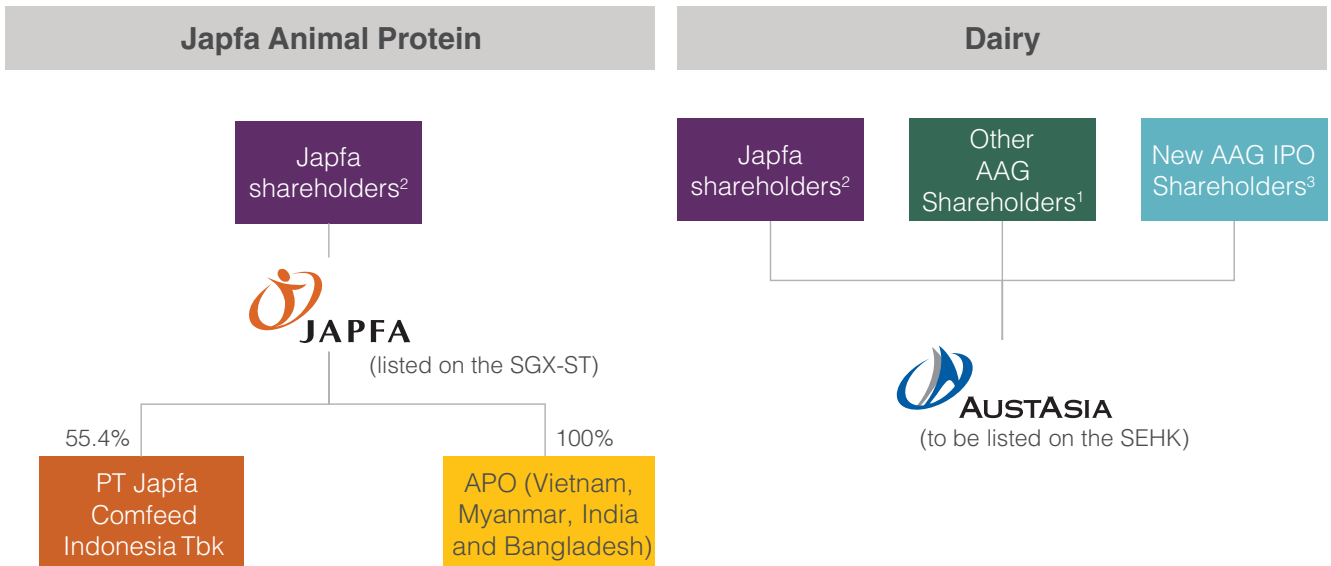 Japfa Animal Protein
Japfa
shareholders²
JAPFA
(listed on the SGX-ST)
55.4%
PT Japfa
Comfeed
Indonesia Tbk
100%
APO (Vietnam,
Myanmar, India
and Bangladesh)
Dairy
Japfa
shareholders²
Other
AAG
Shareholders¹
New AAG IPO
Shareholders³
AUSTASIA
(to be listed on the SEHK)